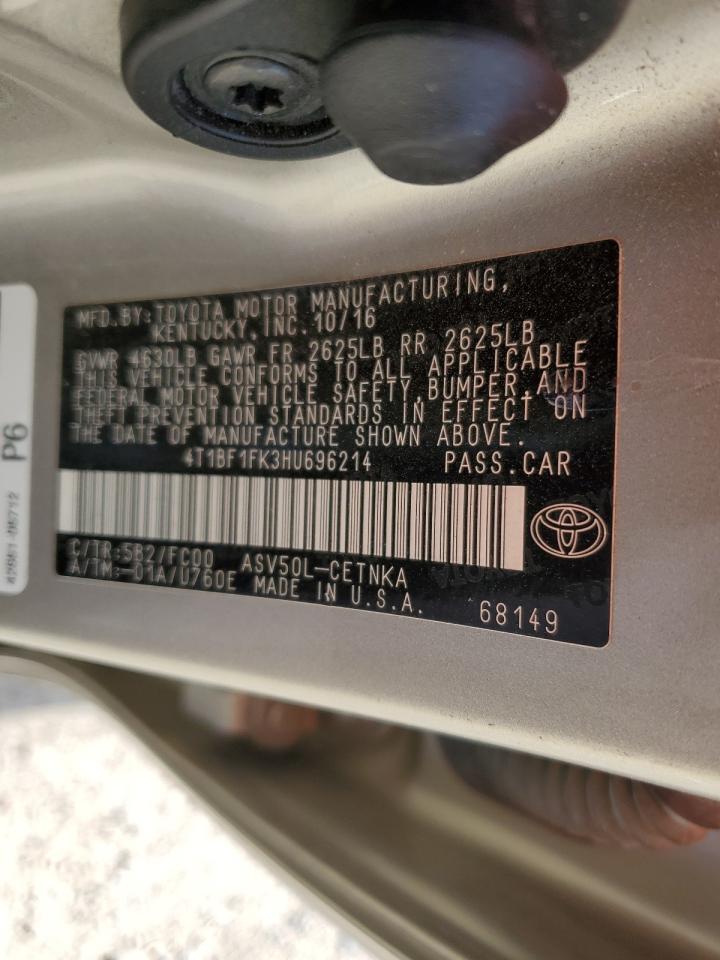 MFD.BY:TOYOTA MOTOR MANUFACTURING,
KENTUCKY,INC.10/16
GVWR 4630LB GAWR FR 2625LB RR 2625LB
THIS VEHICLE CONFORMS TO ALL APPLICABLE
FEDERAL MOTOR VEHICLE SAFETY,BUMPER,AND
THEFT PREVENTION STANDARDS IN EFFECT ON
THE DATE OF MANUFACTURE SHOWN ABOVE.
4T1BF1FK3HU696214 PASS.CAR
C/TR:5B2/FC00 ASV50L-CETNKA
A/TM:-01A/U760E MADE IN U.S.A.
68149
P6